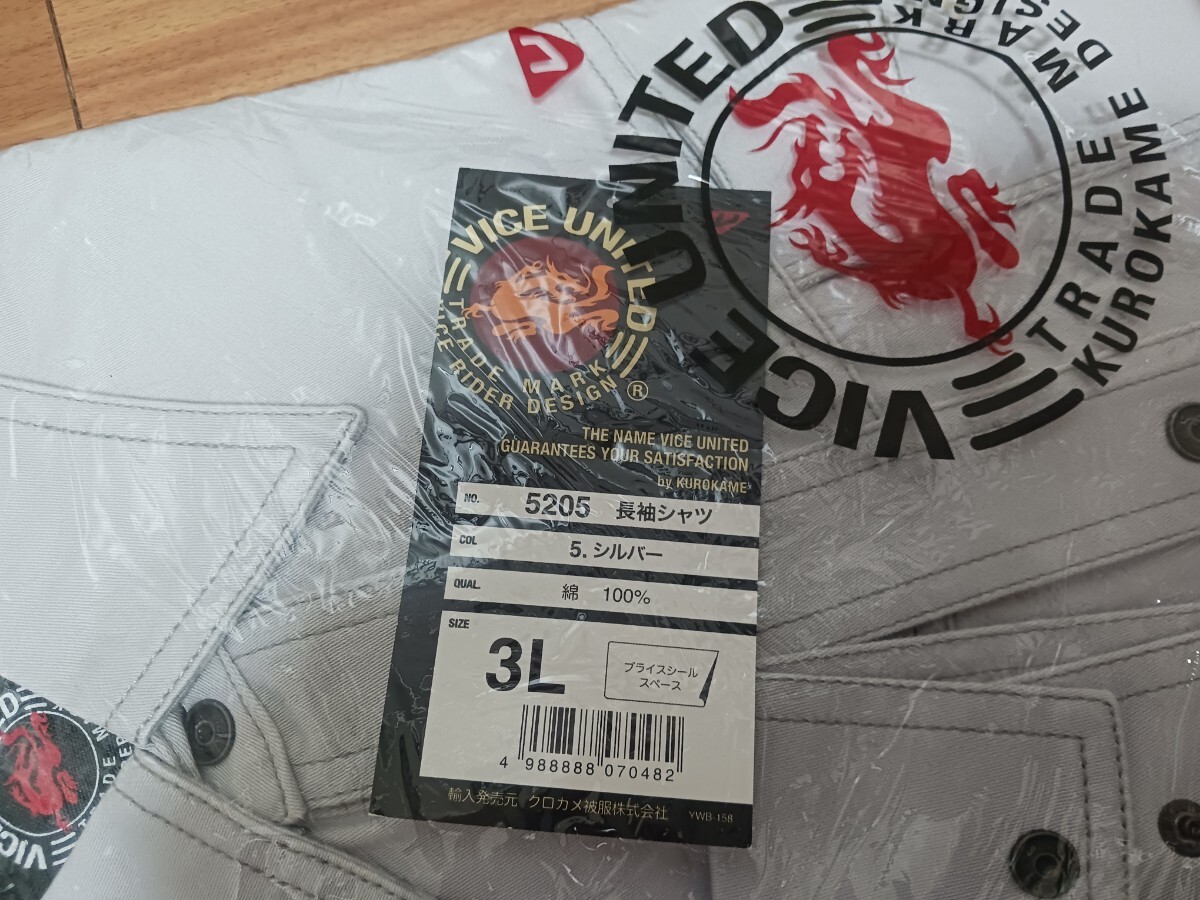 VICE UNITED
TRADE MARK
KUROKAME DESIGN
VICE UNITED
TRADE MARK
VICE RIDER DESIGN ®
THE NAME VICE UNITED
GUARANTEES YOUR SATISFACTION
by KUROKAME
NO. 5205 長袖シャツ
COL 5. シルバー
QUAL. 綿 100%
SIZE
3L
プライスシール
スペース
4 988888 070482
輸入発売元 クロカメ被服株式会社
YWB-158